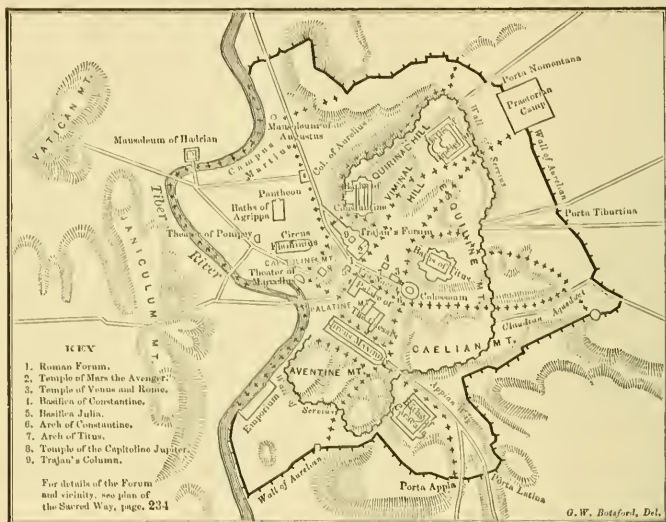 Porta Nomentana
Praetorian
Camp
VATICAN MT.
Mausoleum of Hadrian
Mausoleum of
Augustus
Campus
Martius
Col. of Aurelius
QUIRINAL HILL
VIMINAL
HILL
Wall
Servius
Wall of Aurelian
Porta Tiburtina
Tiber
River
Pantheon
Baths of
Agrippa
Theater of Pompey
Circus
Flaminius
Trajan's Forum
JANICULUM MT.
CAPITOLINE MT.
Theater of
Marcellus
of Titus
Colosseum
Claudian Aqueduct
PALATINE MT.
CAELIAN MT.
AVENTINE MT.
Appian Way
Emporium
Servius
Wall of Aurelian
Porta Appia
Porta Latina
KEY
1. Roman Forum.
2. Temple of Mars the Avenger.
3. Temple of Venus and Rome.
4. Basilica of Constantine.
5. Basilica Julia.
6. Arch of Constantine.
7. Arch of Titus.
8. Temple of the Capitoline Jupiter
9. Trajan's Column.
For details of the Forum
and vicinity, see plan of
the Sacred Way, page, 234
G. W. Botsford, Del.